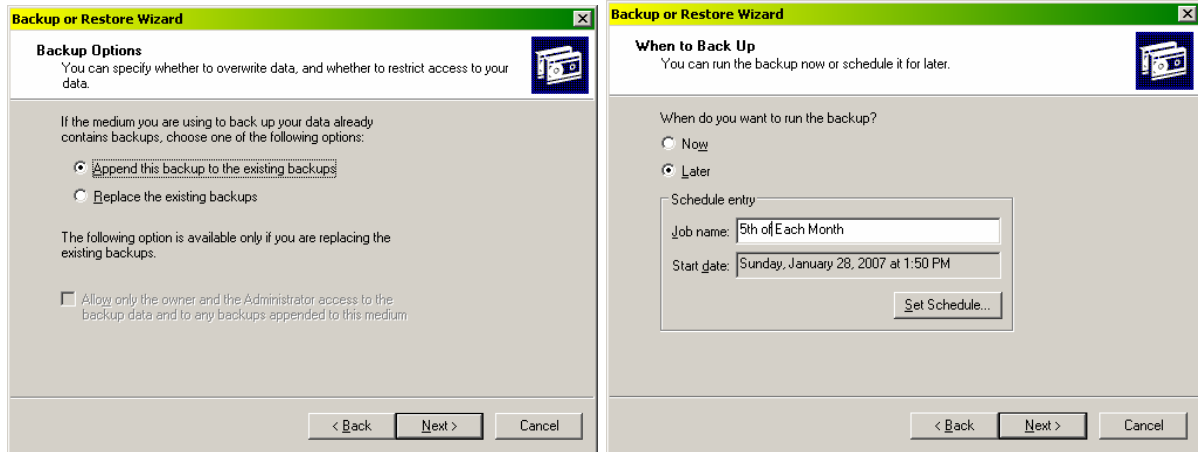 Backup or Restore Wizard
Backup Options
You can specify whether to overwrite data, and whether to restrict access to your
data.
If the medium you are using to back up your data already
contains backups, choose one of the following options:
Append this backup to the existing backups
Replace the existing backups
The following option is available only if you are replacing the
existing backups.
Allow only the owner and the Administrator access to the
backup data and to any backups appended to this medium
< Back
Next >
Cancel
Backup or Restore Wizard
When to Back Up
You can run the backup now or schedule it for later.
When do you want to run the backup?
Now
Later
Schedule entry
Job name: 5th of Each Month
Start date: Sunday, January 28, 2007 at 1:50 PM
Set Schedule...
< Back
Next >
Cancel